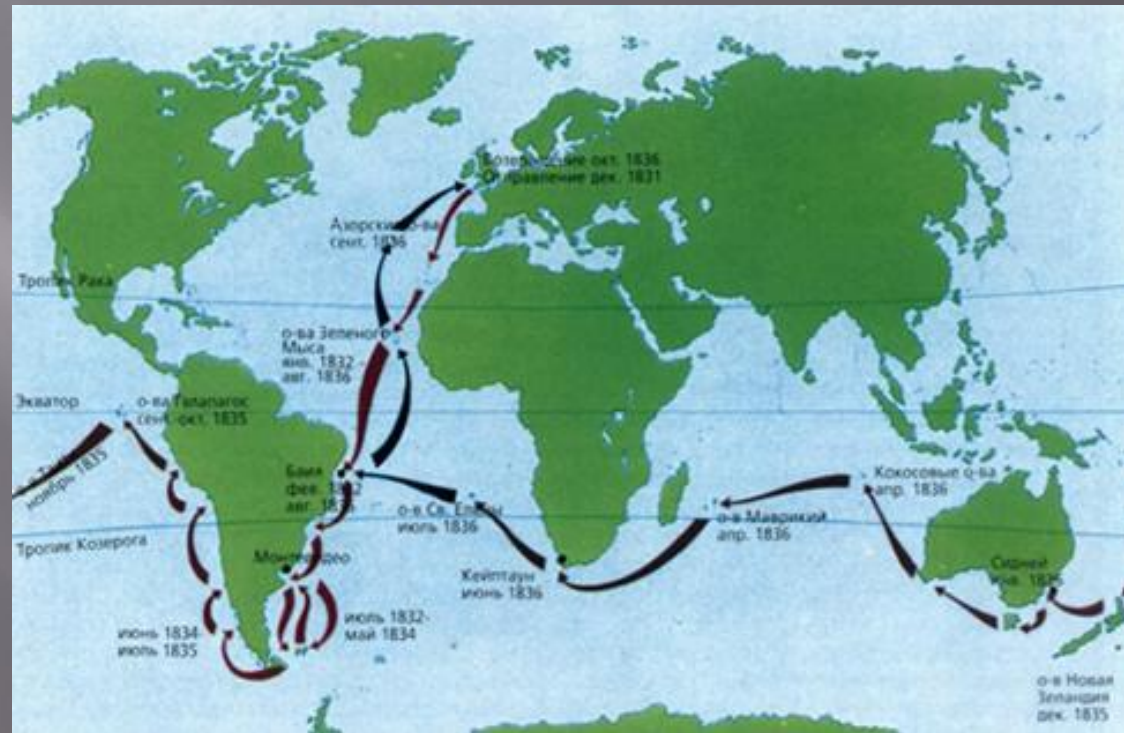 Возвращение окт. 1836
Отправление дек. 1831
Азорские о-ва
сент. 1836
Тропик Рака
о-ва Зеленого
Мыса
янв. 1832 -
авг. 1836
Экватор
о-ва Галапагос
сент.-окт. 1835
ноябрь 1835
Баия
фев.
авг.
о-в Св. Елены
июль 1836
Кокосовые о-ва
апр. 1836
о-в Маврикий
апр. 1836
Тропик Козерога
Монтевидео
Кейптаун
июнь 1836
Сидней
янв.
июль 1832-
май 1834
июнь 1834-
июль 1835
о-в Новая
Зеландия
дек. 1835